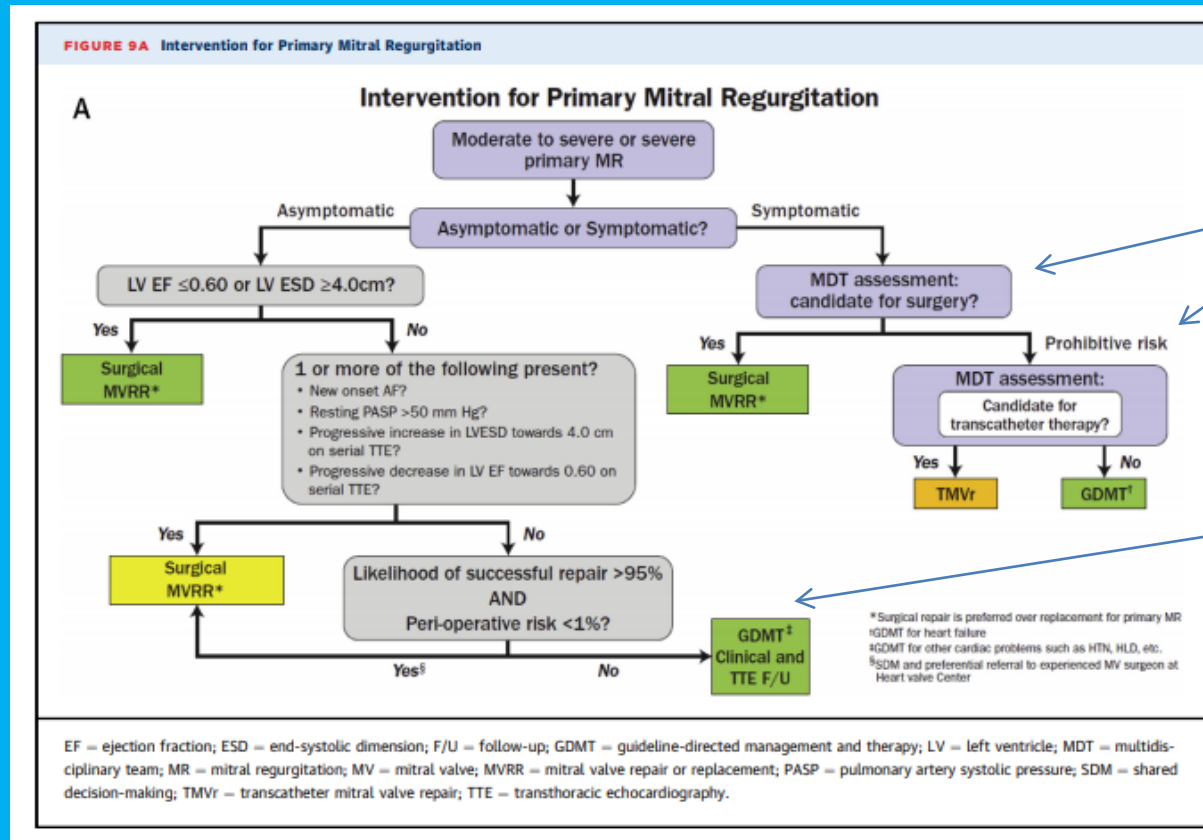 FIGURE 9A Intervention for Primary Mitral Regurgitation
A
Intervention for Primary Mitral Regurgitation
Moderate to severe or severe
primary MR
Asymptomatic
Symptomatic
Asymptomatic or Symptomatic?
LV EF ≤0.60 or LV ESD ≥4.0cm?
MDT assessment:
candidate for surgery?
Yes
No
Yes
Prohibitive risk
Surgical
MVRR*
1 or more of the following present?
• New onset AF?
• Resting PASP >50 mm Hg?
• Progressive increase in LVESD towards 4.0 cm
on serial TTE?
• Progressive decrease in LV EF towards 0.60 on
serial TTE?
Surgical
MVRR*
MDT assessment:
Candidate for
transcatheter therapy?
Yes
No
TMVr
GDMT†
Yes
No
Surgical
MVRR*
Likelihood of successful repair >95%
AND
Peri-operative risk <1%?
Yes§
No
GDMT‡
Clinical and
TTE F/U
*Surgical repair is preferred over replacement for primary MR
†GDMT for heart failure
‡GDMT for other cardiac problems such as HTN, HLD, etc.
§SDM and preferential referral to experienced MV surgeon at
Heart valve Center
EF = ejection fraction; ESD = end-systolic dimension; F/U = follow-up; GDMT = guideline-directed management and therapy; LV = left ventricle; MDT = multidis-
ciplinary team; MR = mitral regurgitation; MV = mitral valve; MVRR = mitral valve repair or replacement; PASP = pulmonary artery systolic pressure; SDM = shared
decision-making; TMVr = transcatheter mitral valve repair; TTE = transthoracic echocardiography.